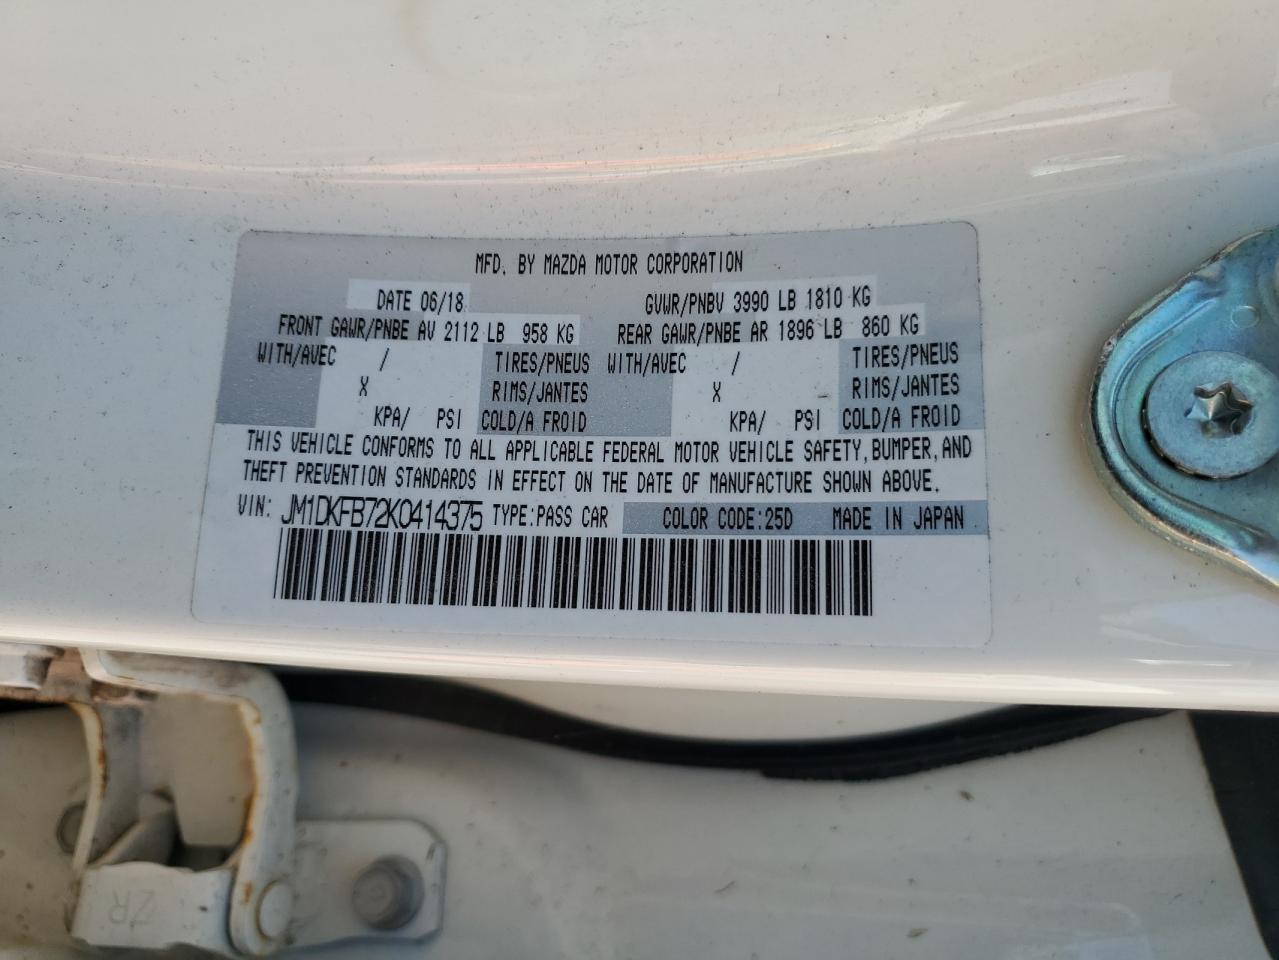 MFD. BY MAZDA MOTOR CORPORATION
DATE 06/18 GVWR/PNBV 3990 LB 1810 KG
FRONT GAWR/PNBE AV 2112 LB 958 KG REAR GAWR/PNBE AR 1896 LB 860 KG
WITH/AVEC / TIRES/PNEUS WITH/AVEC / TIRES/PNEUS
X RIMS/JANTES X RIMS/JANTES
KPA/ PSI COLD/A FROID KPA/ PSI COLD/A FROID
THIS VEHICLE CONFORMS TO ALL APPLICABLE FEDERAL MOTOR VEHICLE SAFETY, BUMPER, AND
THEFT PREVENTION STANDARDS IN EFFECT ON THE DATE OF MANUFACTURE SHOWN ABOVE.
VIN: JM1DKFB72K0414375 TYPE:PASS CAR COLOR CODE:25D MADE IN JAPAN
ZR